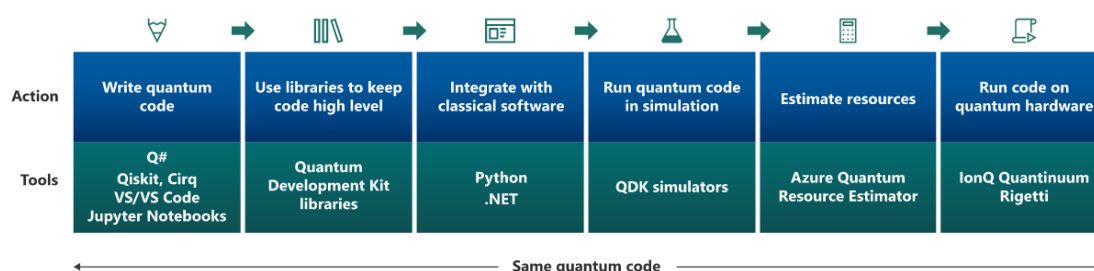 Action
Write quantum
code
Use libraries to keep
code high level
Integrate with
classical software
Run quantum code
in simulation
Estimate resources
Run code on
quantum hardware
Tools
Q#
Qiskit, Cirq
VS/VS Code
Jupyter Notebooks
Quantum
Development Kit
libraries
Python
.NET
QDK simulators
Azure Quantum
Resource Estimator
IonQ Quantinuum
Rigetti
Same quantum code